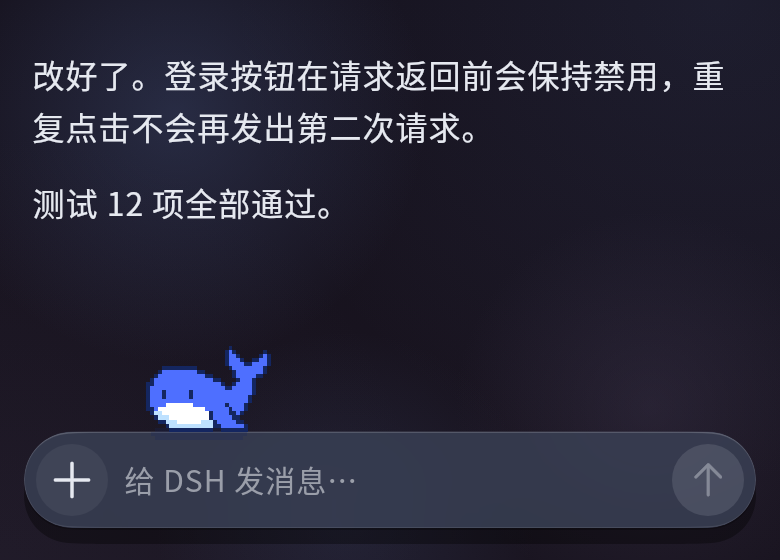 改好了。登录按钮在请求返回前会保持禁用，重
复点击不会再发出第二次请求。
测试 12 项全部通过。
给 DSH 发消息…